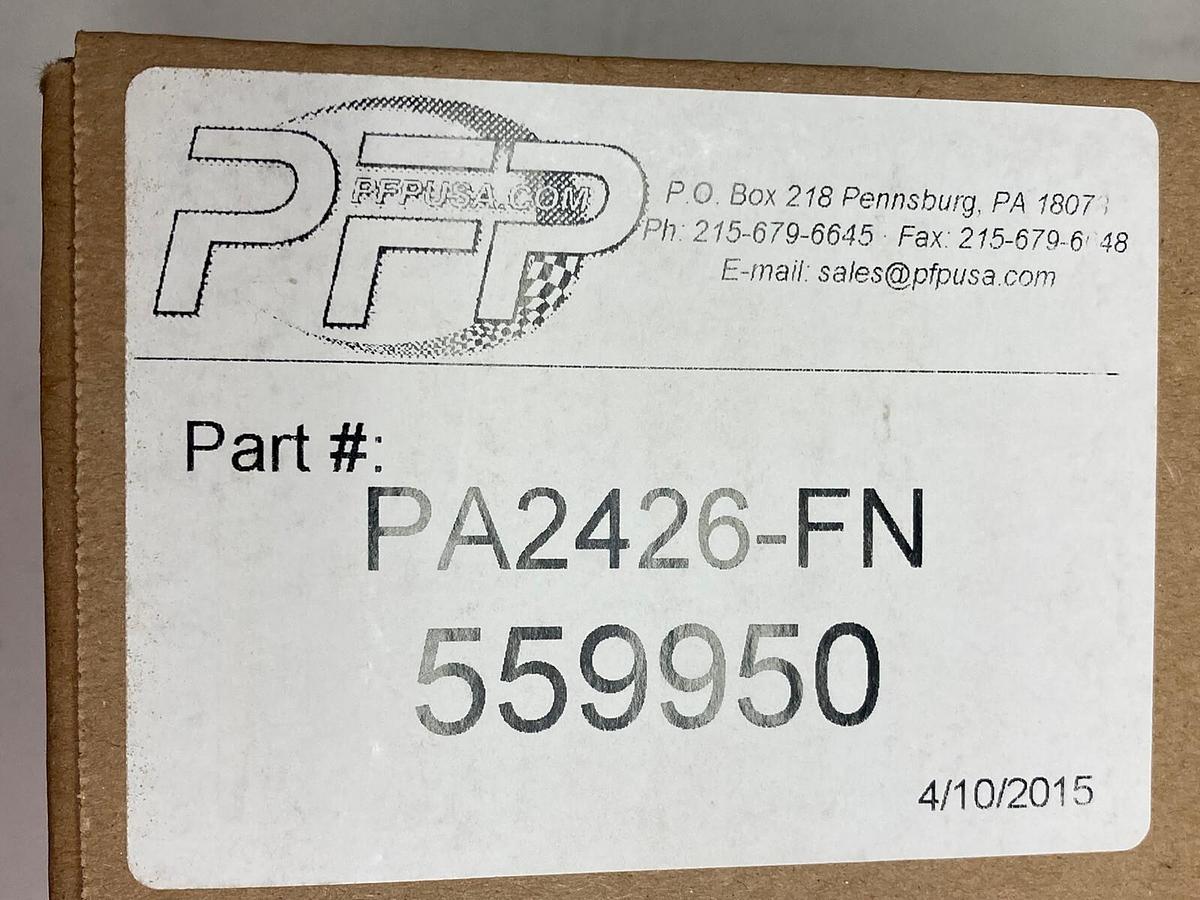 PFP
PFPUSA.COM
P.O. Box 218 Pennsburg, PA
Ph: 215-679-6645 · Fax:
E-mail: sales@pfpusa.com
Part #:
PA2426-FN
559950
4/10/2015